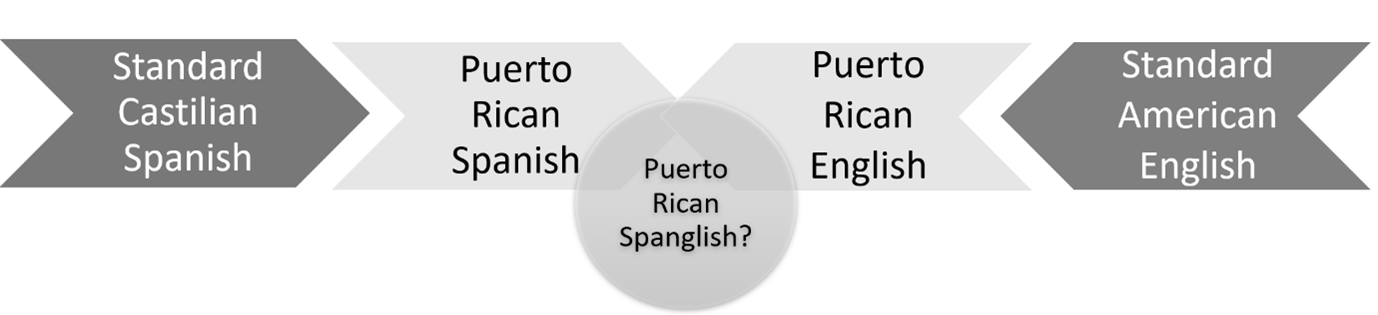 Standard
Castilian
Spanish
Puerto
Rican
Spanish
Puerto
Rican
Spanglish?
Puerto
Rican
English
Standard
American
English